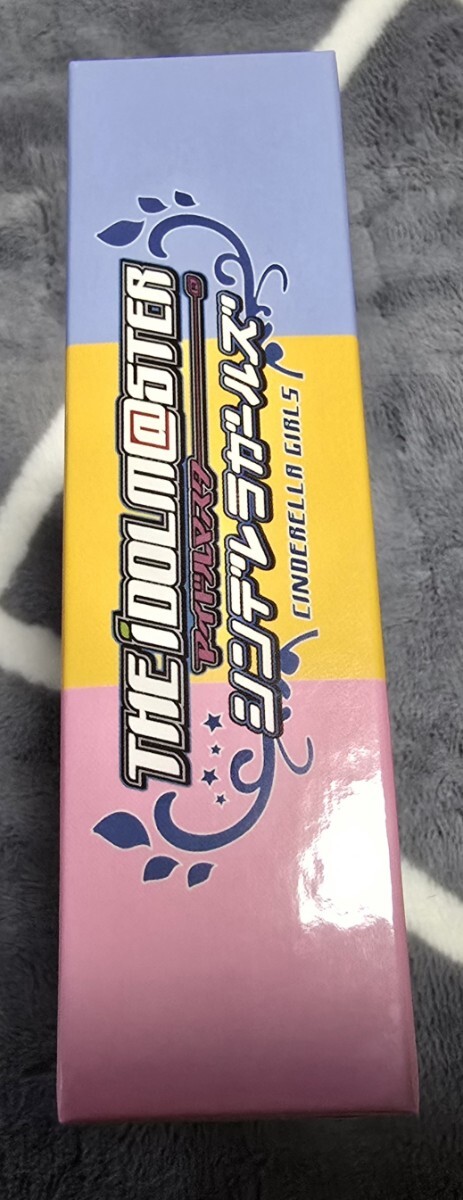 THE iDOLM@STER
アイドルマスター
シンデレラガールズ
CINDERELLA GIRLS